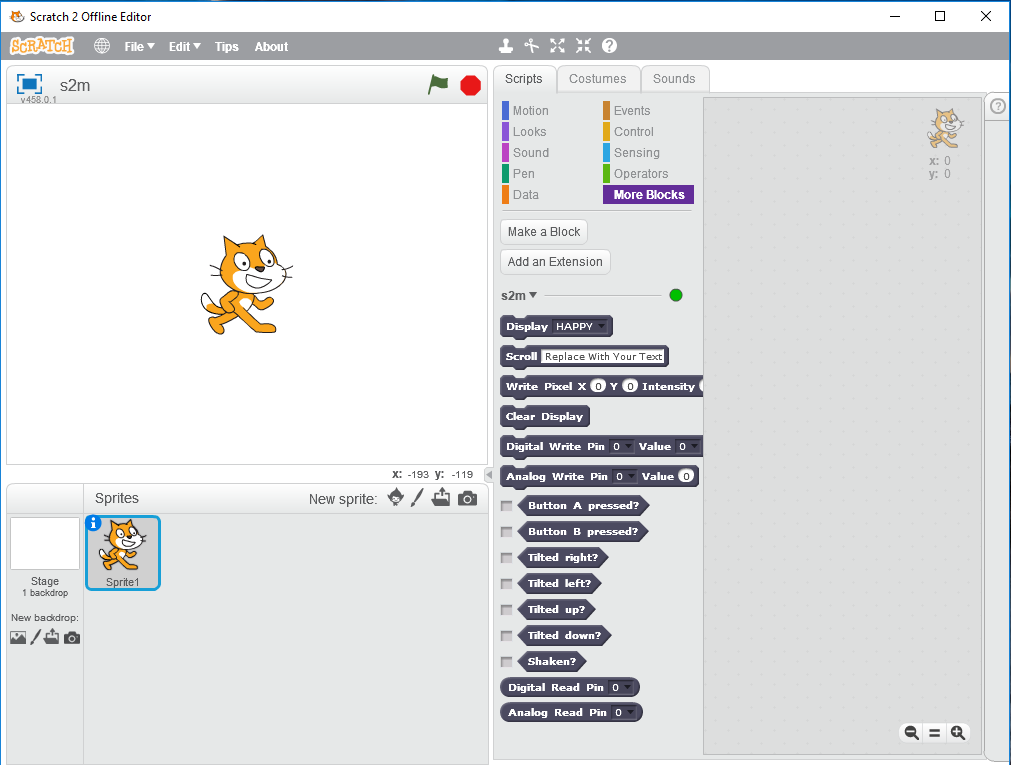 Scratch 2 Offline Editor
SCRATCH File Edit Tips About
s2m
v458.0.1
x: -193 y: -119
Sprites New sprite:
Stage
1 backdrop
New backdrop:
Sprite1
Scripts Costumes Sounds
Motion Events
Looks Control
Sound Sensing
Pen Operators
Data More Blocks
Make a Block
Add an Extension
s2m
Display HAPPY
Scroll Replace With Your Text
Write Pixel X 0 Y 0 Intensity
Clear Display
Digital Write Pin 0 Value 0
Analog Write Pin 0 Value 0
Button A pressed?
Button B pressed?
Tilted right?
Tilted left?
Tilted up?
Tilted down?
Shaken?
Digital Read Pin 0
Analog Read Pin 0
x: 0
y: 0